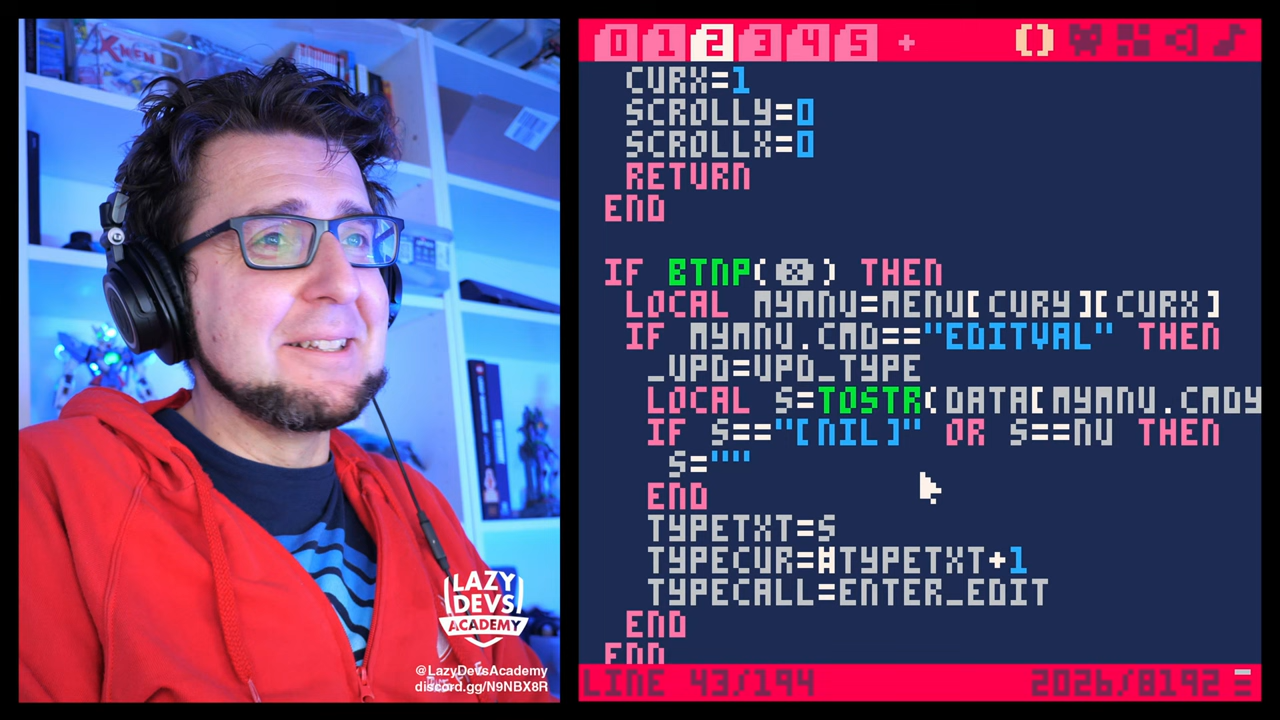 X-MEN
LAZY
DEVS
ACADEMY
@LazyDevsAcademy
discord.gg/N9NBX8R
0 1 2 3 4 5 +
CURX=1
SCROLLY=0
SCROLLX=0
RETURN
END
IF BTNP(❎) THEN
LOCAL MYMNU=MENU[CURY][CURX]
IF MYMNU.CMD=="EDITVAL" THEN
_UPD=UPD_TYPE
LOCAL S=TOSTR(DATA[MYMNU.CMDY
IF S=="[NIL]" OR S==NU THEN
S=""
END
TYPETXT=S
TYPECUR=#TYPETXT+1
TYPECALL=ENTER_EDIT
END
END
LINE 43/194
2026/8192